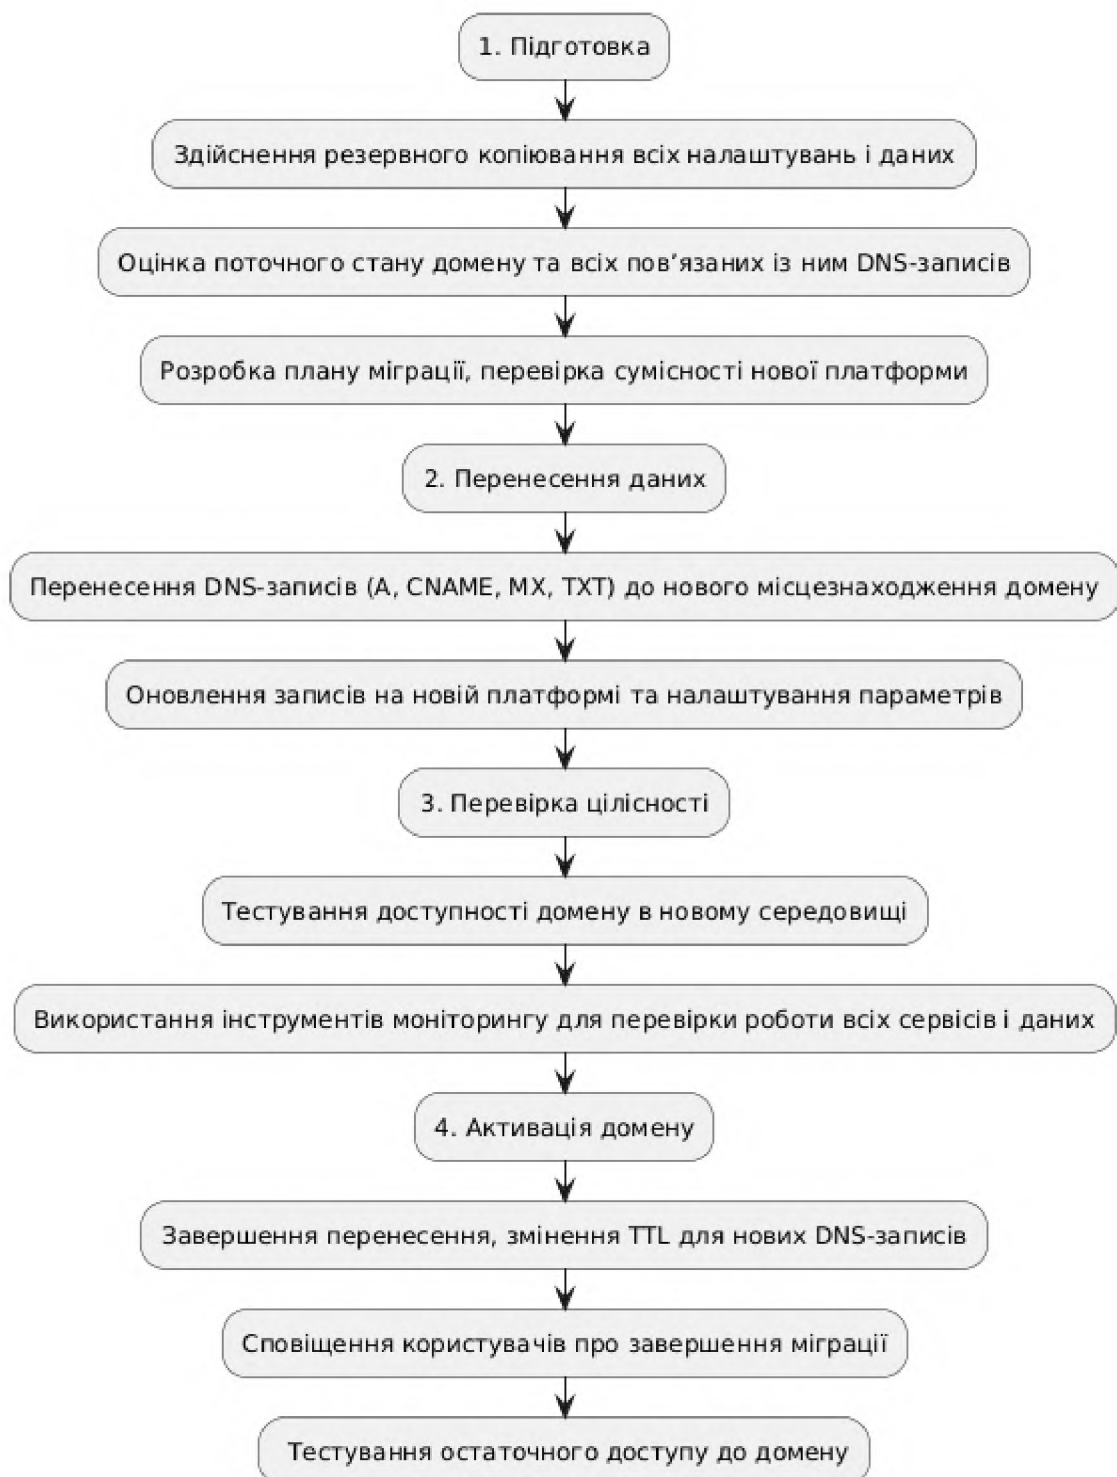 1. Підготовка
Здійснення резервного копіювання всіх налаштувань і даних
Оцінка поточного стану домену та всіх пов’язаних із ним DNS-записів
Розробка плану міграції, перевірка сумісності нової платформи
2. Перенесення даних
Перенесення DNS-записів (A, CNAME, MX, TXT) до нового місцезнаходження домену
Оновлення записів на новій платформі та налаштування параметрів
3. Перевірка цілісності
Тестування доступності домену в новому середовищі
Використання інструментів моніторингу для перевірки роботи всіх сервісів і даних
4. Активація домену
Завершення перенесення, змінення TTL для нових DNS-записів
Сповіщення користувачів про завершення міграції
Тестування остаточного доступу до домену